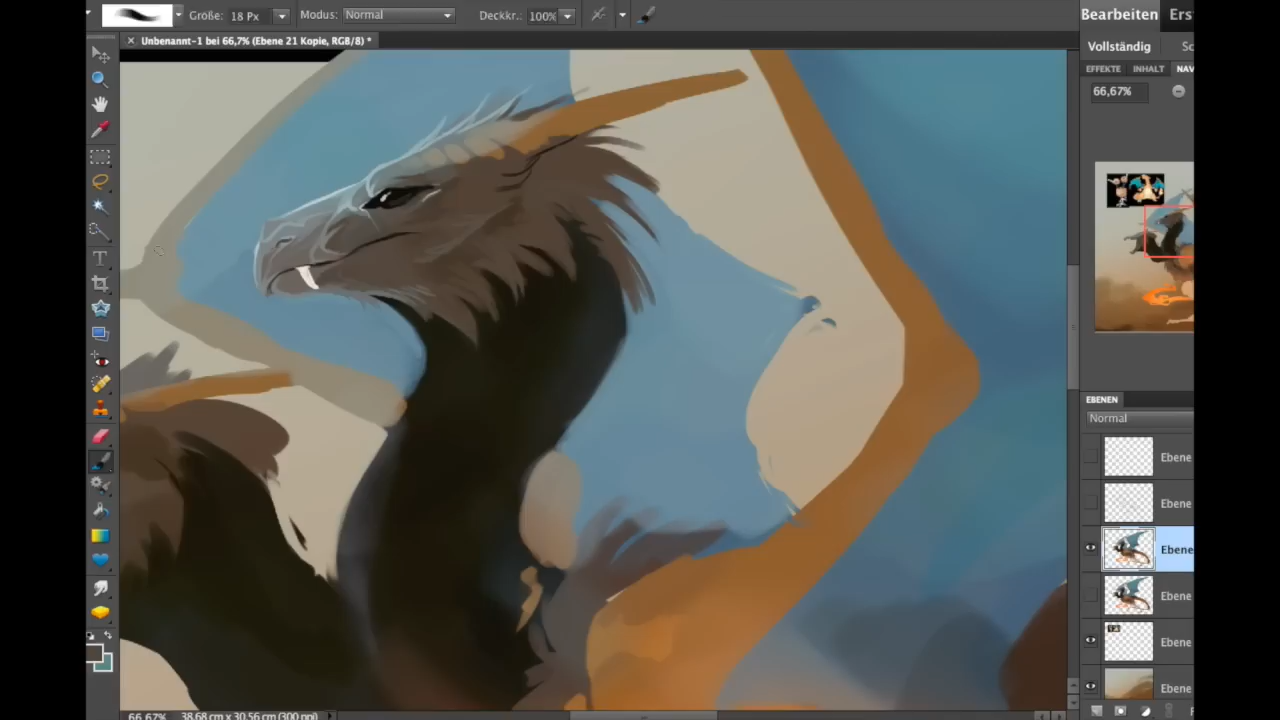 Größe: 18 Px Modus: Normal Deckkr.: 100%
Bearbeiten Ers
Unbenannt-1 bei 66,7% (Ebene 21 Kopie, RGB/8) *
Vollständig Sc
EFFEKTE INHALT NAV
66,67%
EBENEN
Normal
Ebene
Ebene
Ebene
Ebene
Ebene
Ebene
66,67% 38,68 cm x 30,56 cm (300 ppi)